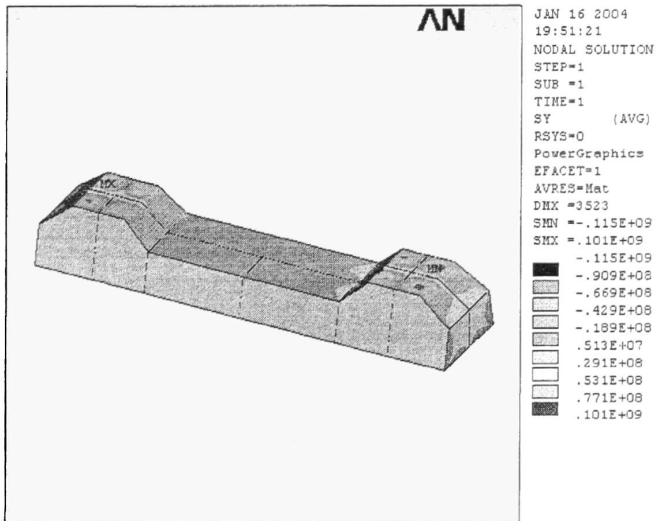 ΛN
JAN 16 2004
19:51:21
NODAL SOLUTION
STEP=1
SUB =1
TIME=1
SY (AVG)
RSYS=0
PowerGraphics
EFACET=1
AVRES=Mat
DMX =3523
SMN =-.115E+09
SMX =.101E+09
-.115E+09
-.909E+08
-.669E+08
-.429E+08
-.189E+08
.513E+07
.291E+08
.531E+08
.771E+08
.101E+09
MX
MN